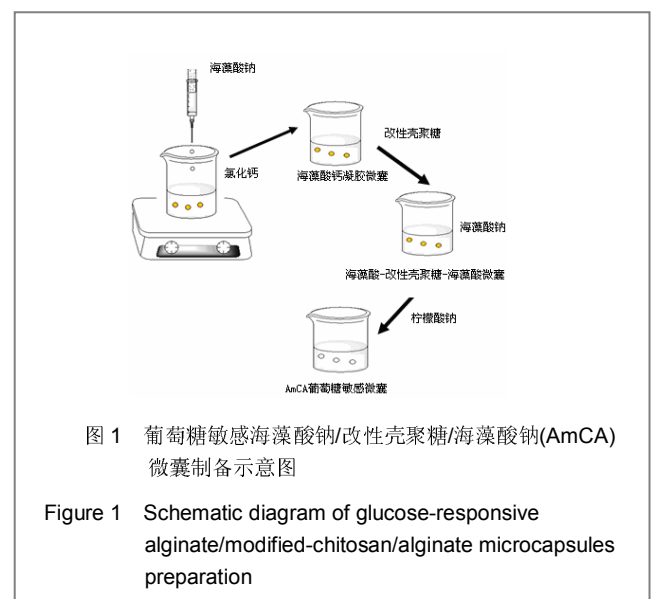 海藻酸钠
氯化钙
海藻酸钙凝胶微囊
改性壳聚糖
海藻酸钠
海藻酸-改性壳聚糖-海藻酸微囊
柠檬酸钠
AmCA葡萄糖敏感微囊
图 1 葡萄糖敏感海藻酸钠/改性壳聚糖/海藻酸钠(AmCA)
微囊制备示意图
Figure 1 Schematic diagram of glucose-responsive
alginate/modified-chitosan/alginate microcapsules
preparation